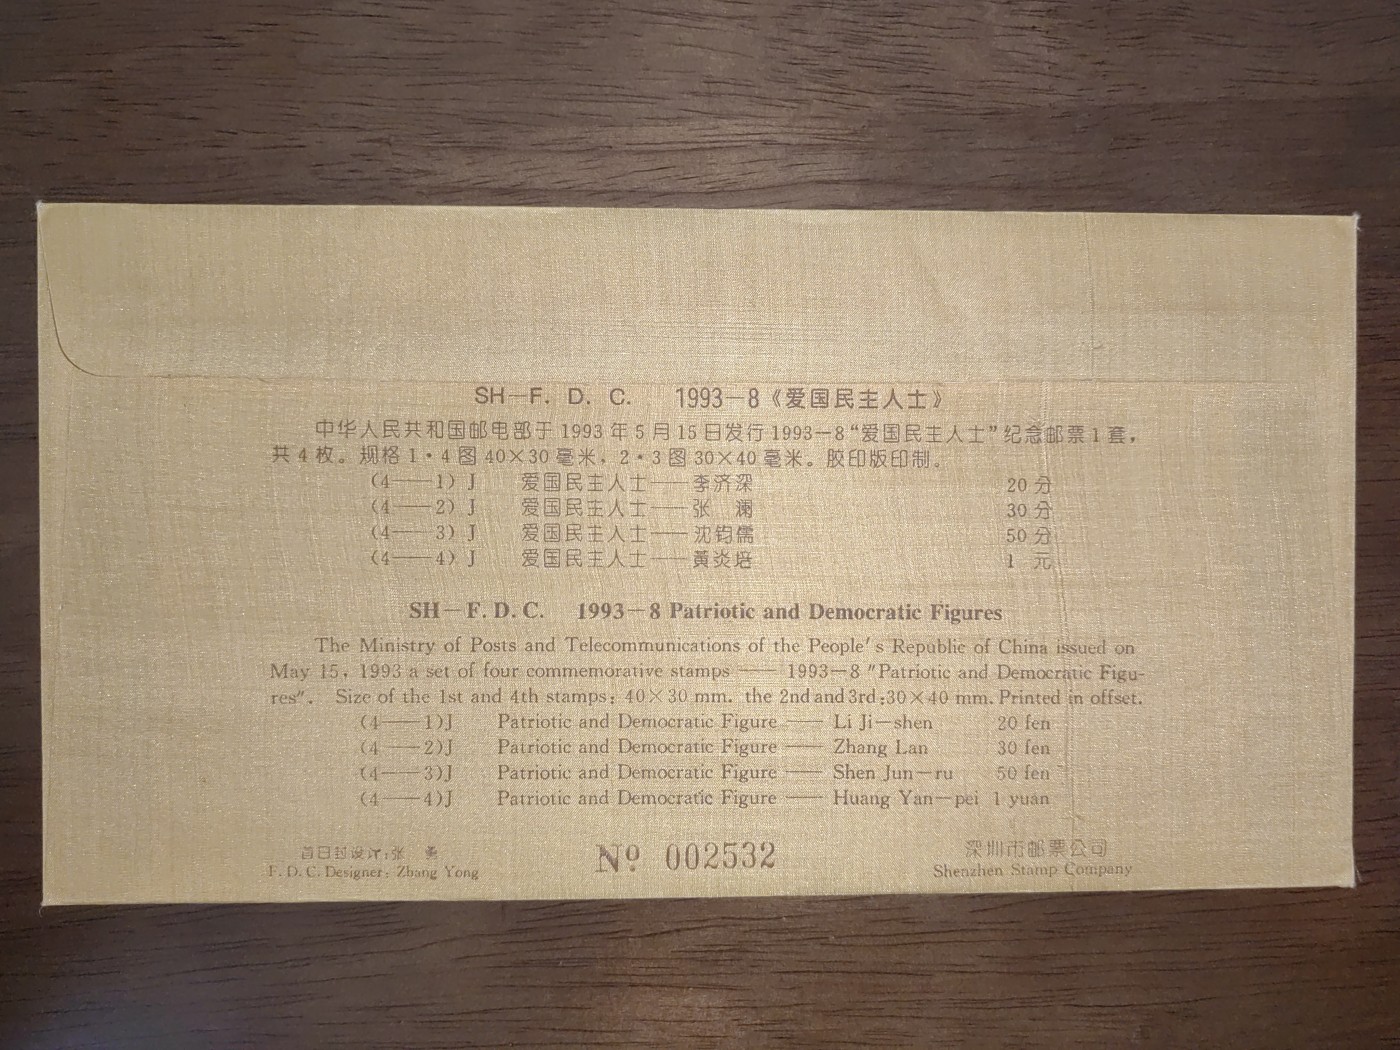 SH—F. D. C. 1993—8《爱国民主人士》
中华人民共和国邮电部于 1993 年 5 月 15 日发行 1993—8“爱国民主人士”纪念邮票 1 套，
共 4 枚。规格 1·4 图 40×30 毫米．2·3 图 30×40 毫米。胶印版印制。
(4——1) J 爱国民主人士——李济深 20 分
(4——2) J 爱国民主人士——张 澜 30 分
(4——3) J 爱国民主人士——沈钧儒 50 分
(4——4) J 爱国民主人士——黄炎培 1 元
SH—F. D. C. 1993—8 Patriotic and Democratic Figures
The Ministry of Posts and Telecommunications of the People's Republic of China issued on
May 15, 1993 a set of four commemorative stamps —— 1993—8 "Patriotic and Democratic Figu-
res". Size of the 1st and 4th stamps: 40×30 mm. the 2nd and 3rd:30×40 mm. Printed in offset.
(4——1)J Patriotic and Democratic Figure —— Li Ji—shen 20 fen
(4——2)J Patriotic and Democratic Figure —— Zhang Lan 30 fen
(4——3)J Patriotic and Democratic Figure —— Shen Jun—ru 50 fen
(4——4)J Patriotic and Democratic Figure —— Huang Yan—pei 1 yuan
首日封设计:张 勇
F. D. C. Designer: Zhang Yong
Nº 002532
深圳市邮票公司
Shenzhen Stamp Company